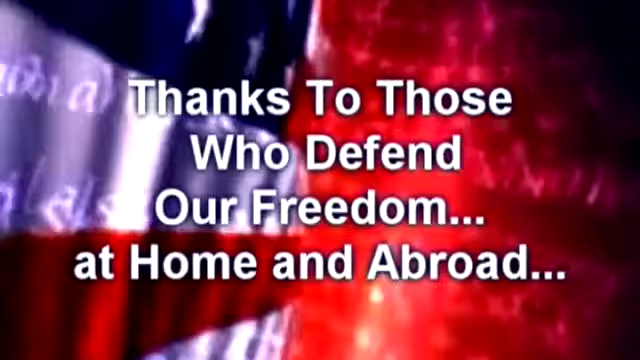 Thanks To Those
Who Defend
Our Freedom...
at Home and Abroad...